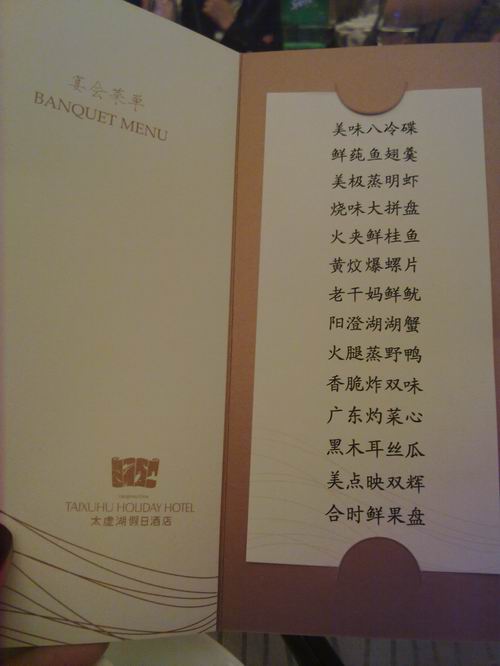 宴会菜单
BANQUET MENU
TAIXUHU HOLIDAY HOTEL
太虚湖假日酒店
美味八冷碟
鲜莼鱼翅羹
美极蒸明虾
烧味大拼盘
火夹鲜桂鱼
黄炆爆螺片
老干妈鲜鱿
阳澄湖湖蟹
火腿蒸野鸭
香脆炸双味
广东灼菜心
黑木耳丝瓜
美点映双辉
合时鲜果盘